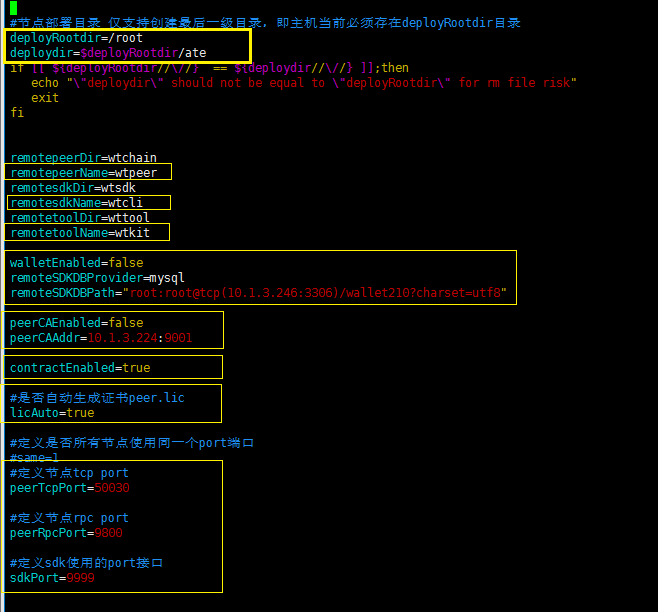 #节点部署目录 仅支持创建最后一级目录，即主机当前必须存在deployRootdir目录
deployRootdir=/root
deploydir=$deployRootdir/ate
if [[ ${deployRootdir//\//}  == ${deploydir//\//} ]];then
   echo "\"deploydir\" should not be equal to \"deployRootdir\" for rm file risk"
   exit
fi
remotepeerDir=wtchain
remotepeerName=wtpeer
remotesdkDir=wtsdk
remotesdkName=wtcli
remotetoolDir=wttool
remotetoolName=wtkit
walletEnabled=false
remoteSDKDBProvider=mysql
remoteSDKDBPath="root:root@tcp(10.1.3.246:3306)/wallet210?charset=utf8"
peerCAEnabled=false
peerCAAddr=10.1.3.224:9001
contractEnabled=true
#是否自动生成证书peer.lic
licAuto=true
#定义是否所有节点使用同一个port端口
#same=1
#定义节点tcp port
peerTcpPort=50030
#定义节点rpc port
peerRpcPort=9800
#定义sdk使用的port接口
sdkPort=9999